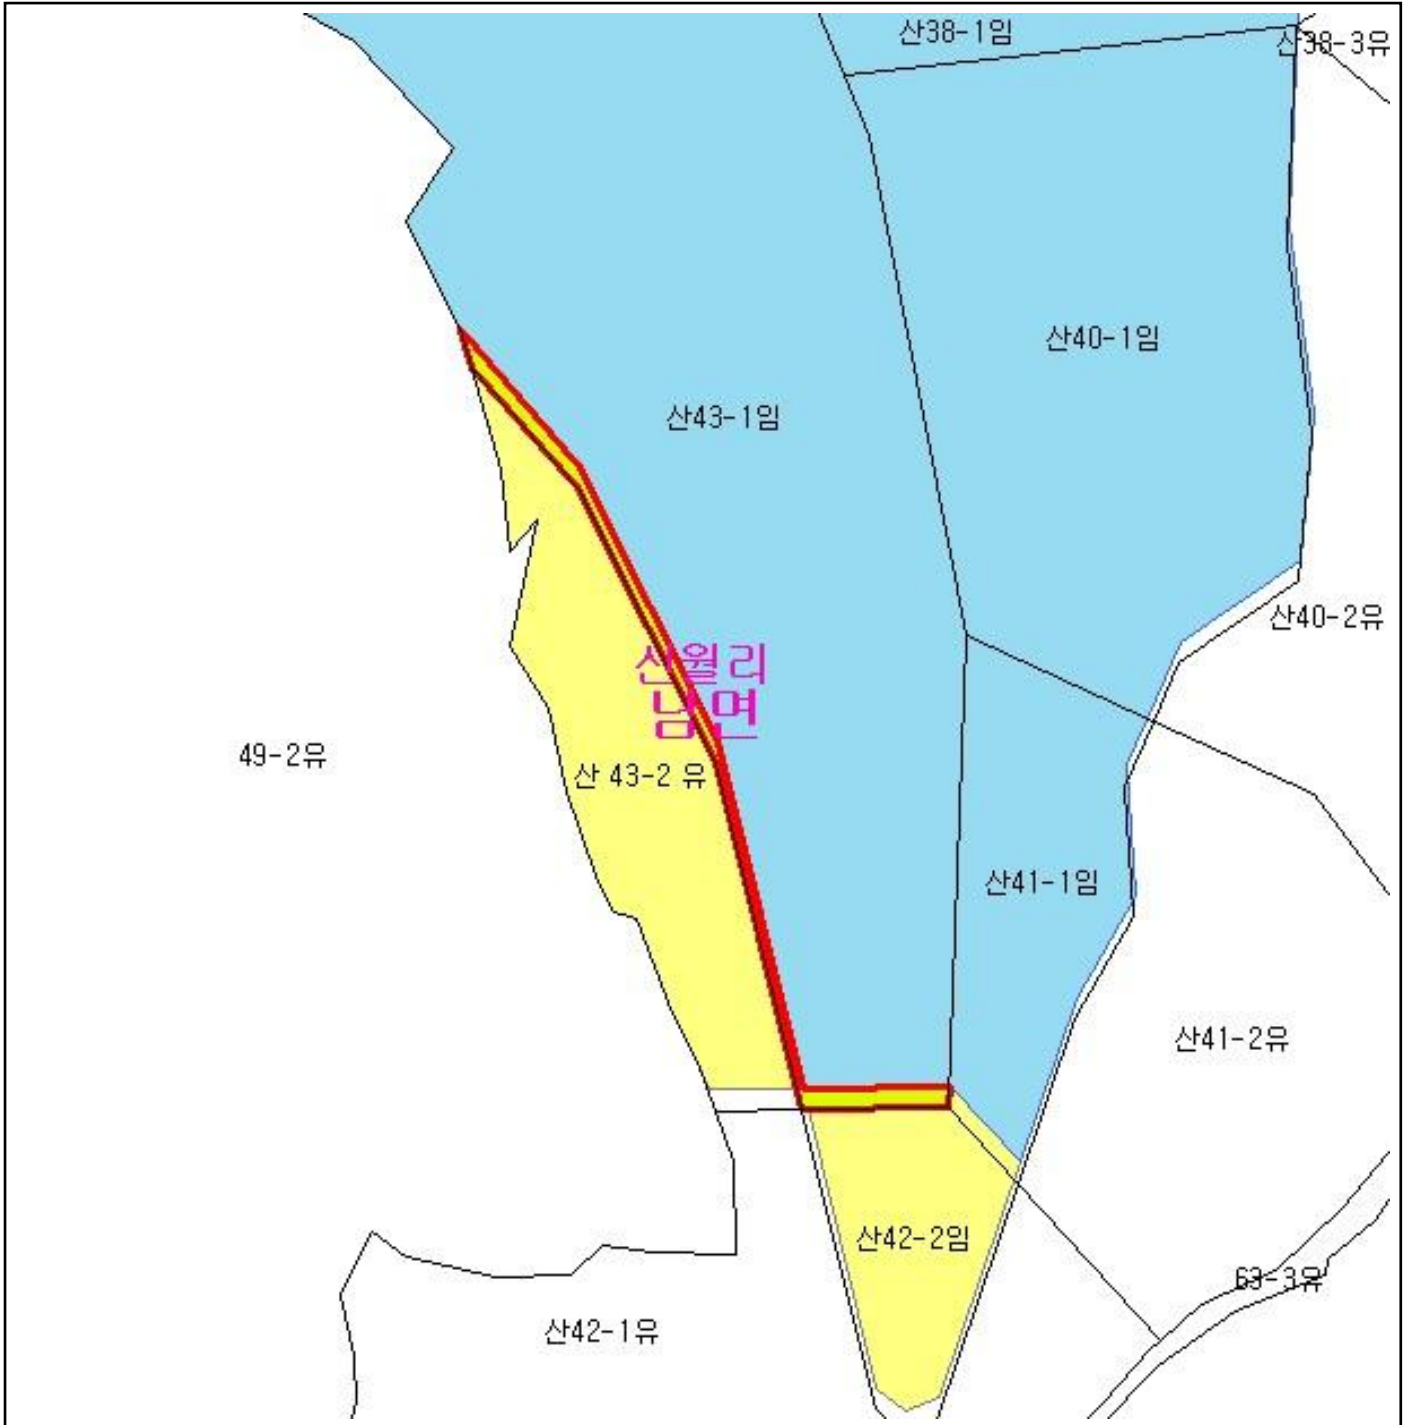 산38-1임
산38-3유
산40-1임
산43-1임
산40-2유
신월리
남면
49-2유
산 43-2 유
산41-1임
산41-2유
산42-2임
63-3유
산42-1유